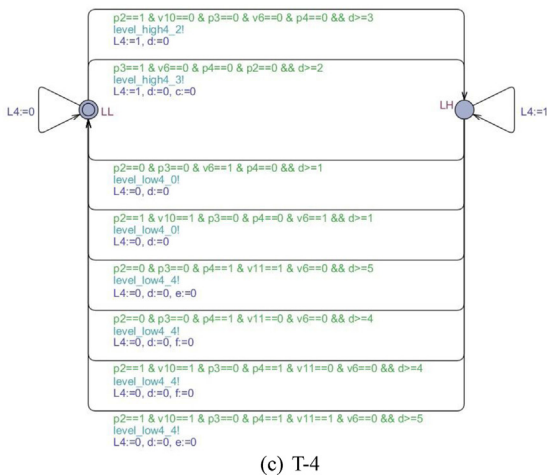 p2==1 & v10==0 & p3==0 & v6==0 & p4==0 && d>=3
level_high4_2!
L4:=1, d:=0
p3==1 & v6==0 & p4==0 & p2==0 && d>=2
level_high4_3!
L4:=1, d:=0, c:=0
L4:=0
LL
LH
L4:=1
p2==0 & p3==0 & v6==1 & p4==0 && d>=1
level_low4_0!
L4:=0, d:=0
p2==1 & v10==1 & p3==0 & p4==0 & v6==1 && d>=1
level_low4_0!
L4:=0, d:=0
p2==0 & p3==0 & p4==1 & v11==1 & v6==0 && d>=5
level_low4_4!
L4:=0, d:=0, e:=0
p2==0 & p3==0 & p4==1 & v11==0 & v6==0 && d>=4
level_low4_4!
L4:=0, d:=0, f:=0
p2==1 & v10==1 & p3==0 & p4==1 & v11==0 & v6==0 && d>=4
level_low4_4!
L4:=0, d:=0, f:=0
p2==1 & v10==1 & p3==0 & p4==1 & v11==1 & v6==0 && d>=5
level_low4_4!
L4:=0, d:=0, e:=0
(c) T-4